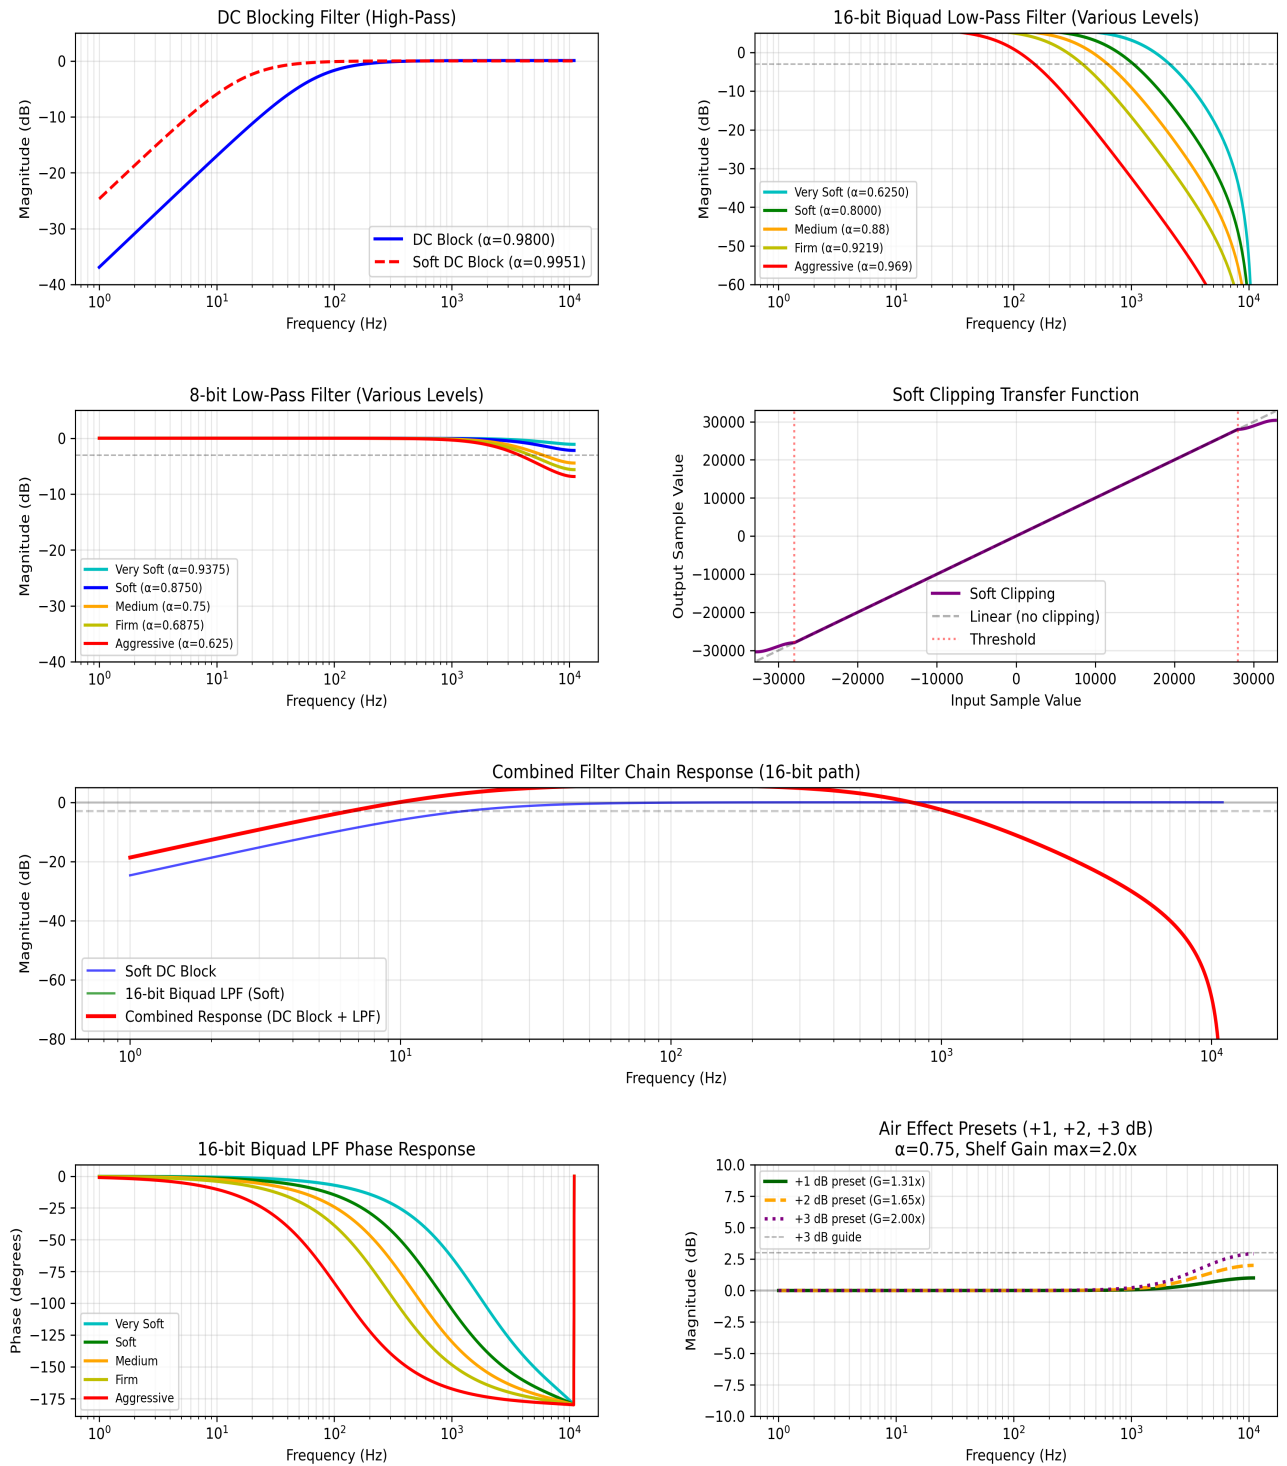 DC Blocking Filter (High-Pass)
0
−10
−20
−30
−40
Magnitude (dB)
DC Block (α=0.9800)
Soft DC Block (α=0.9951)
10⁰ 10¹ 10² 10³ 10⁴
Frequency (Hz)
16-bit Biquad Low-Pass Filter (Various Levels)
0
−10
−20
−30
−40
−50
−60
Magnitude (dB)
Very Soft (α=0.6250)
Soft (α=0.8000)
Medium (α=0.88)
Firm (α=0.9219)
Aggressive (α=0.969)
10⁰ 10¹ 10² 10³ 10⁴
Frequency (Hz)
8-bit Low-Pass Filter (Various Levels)
0
−10
−20
−30
−40
Magnitude (dB)
Very Soft (α=0.9375)
Soft (α=0.8750)
Medium (α=0.75)
Firm (α=0.6875)
Aggressive (α=0.625)
10⁰ 10¹ 10² 10³ 10⁴
Frequency (Hz)
Soft Clipping Transfer Function
30000
20000
10000
0
−10000
−20000
−30000
Output Sample Value
Soft Clipping
Linear (no clipping)
Threshold
−30000 −20000 −10000 0 10000 20000 30000
Input Sample Value
Combined Filter Chain Response (16-bit path)
0
−20
−40
−60
−80
Magnitude (dB)
Soft DC Block
16-bit Biquad LPF (Soft)
Combined Response (DC Block + LPF)
10⁰ 10¹ 10² 10³ 10⁴
Frequency (Hz)
16-bit Biquad LPF Phase Response
0
−25
−50
−75
−100
−125
−150
−175
Phase (degrees)
Very Soft
Soft
Medium
Firm
Aggressive
10⁰ 10¹ 10² 10³ 10⁴
Frequency (Hz)
Air Effect Presets (+1, +2, +3 dB)
α=0.75, Shelf Gain max=2.0x
10.0
7.5
5.0
2.5
0.0
−2.5
−5.0
−7.5
−10.0
Magnitude (dB)
+1 dB preset (G=1.31x)
+2 dB preset (G=1.65x)
+3 dB preset (G=2.00x)
+3 dB guide
10⁰ 10¹ 10² 10³ 10⁴
Frequency (Hz)